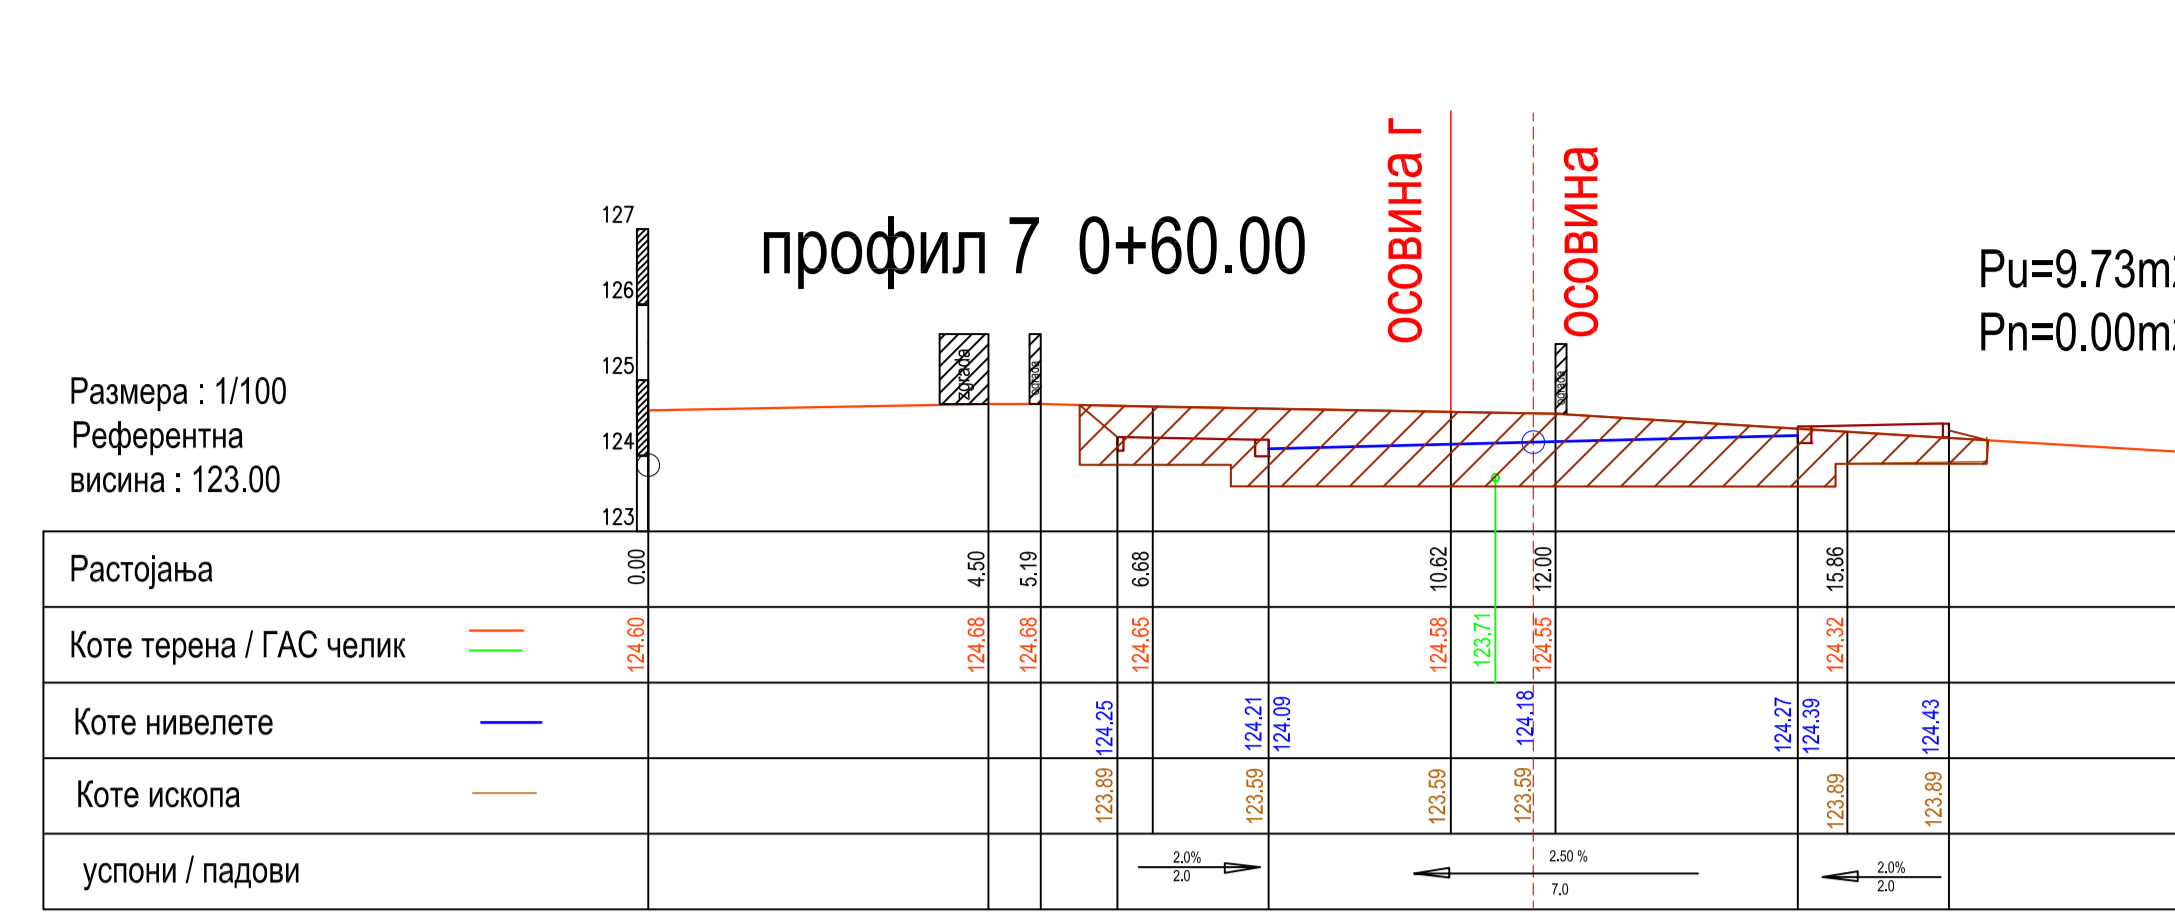 осовина г
осовина
профил 7 0+60.00
Pu=9.73m2
Pn=0.00m2
127
126
125
124
123
zgrada
ograda
ograda
Размера : 1/100
Референтна
висина : 123.00
Растојања 0.00 4.50 5.19 6.68 10.62 12.00 15.86
Коте терена / ГАС челик 124.60 124.68 124.68 124.65 124.58 123.71 124.55 124.32
Коте нивелете 124.25 124.21 124.09 124.18 124.27 124.39 124.43
Коте ископа 123.89 123.59 123.59 123.59 123.89 123.89
успони / падови 2.0% 2.50 % 2.0%
2.0 7.0 2.0